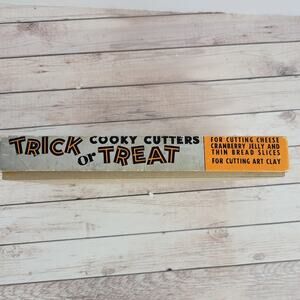 COOKY CUTTERS
TRICK or TREAT
FOR CUTTING CHEESE
CRANBERRY JELLY AND
THIN BREAD SLICES
FOR CUTTING ART CLAY